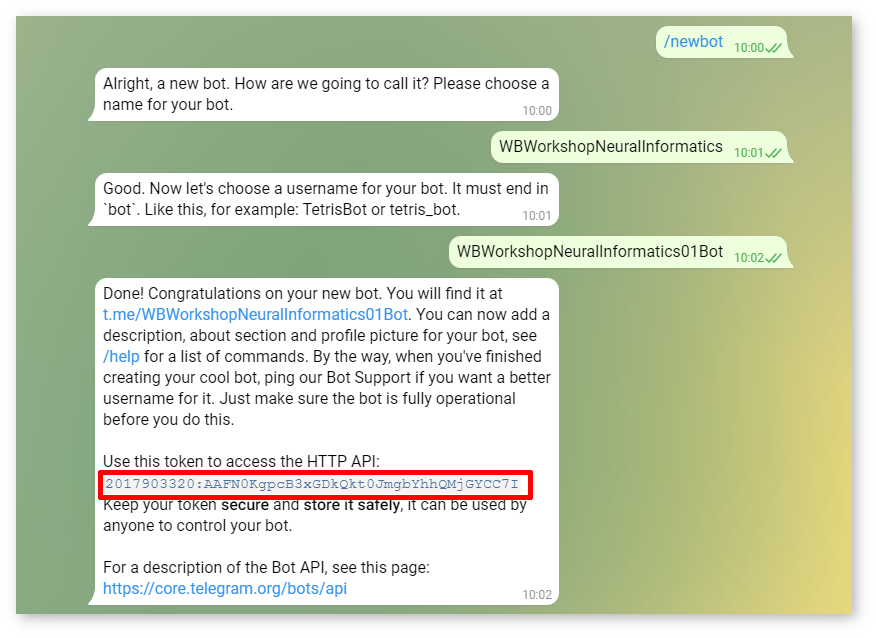 /newbot 10:00
Alright, a new bot. How are we going to call it? Please choose a
name for your bot. 10:00
WBWorkshopNeuralInformatics 10:01
Good. Now let's choose a username for your bot. It must end in
`bot`. Like this, for example: TetrisBot or tetris_bot. 10:01
WBWorkshopNeuralInformatics01Bot 10:02
Done! Congratulations on your new bot. You will find it at
t.me/WBWorkshopNeuralInformatics01Bot. You can now add a
description, about section and profile picture for your bot, see
/help for a list of commands. By the way, when you've finished
creating your cool bot, ping our Bot Support if you want a better
username for it. Just make sure the bot is fully operational
before you do this.
Use this token to access the HTTP API:
2017903320:AAFN0KgpcB3xGDkQkt0JmgbYhhQMjGYCC7I
Keep your token secure and store it safely, it can be used by
anyone to control your bot.
For a description of the Bot API, see this page:
https://core.telegram.org/bots/api 10:02